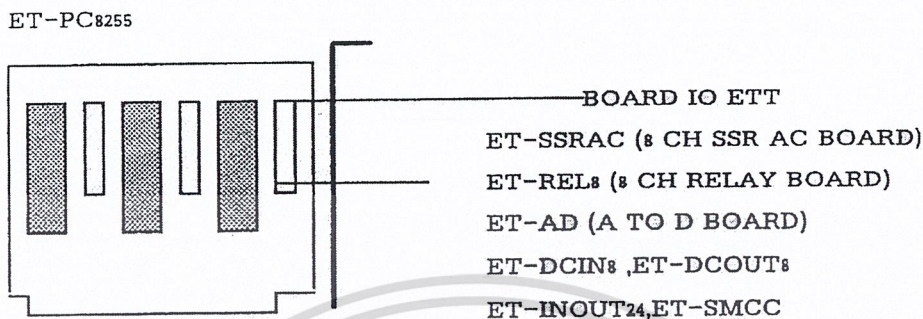 ET-PC8255
BOARD IO ETT
ET-SSRAC (8 CH SSR AC BOARD)
ET-REL8 (8 CH RELAY BOARD)
ET-AD (A TO D BOARD)
ET-DCIN8 ,ET-DCOUT8
ET-INOUT24,ET-SMCC